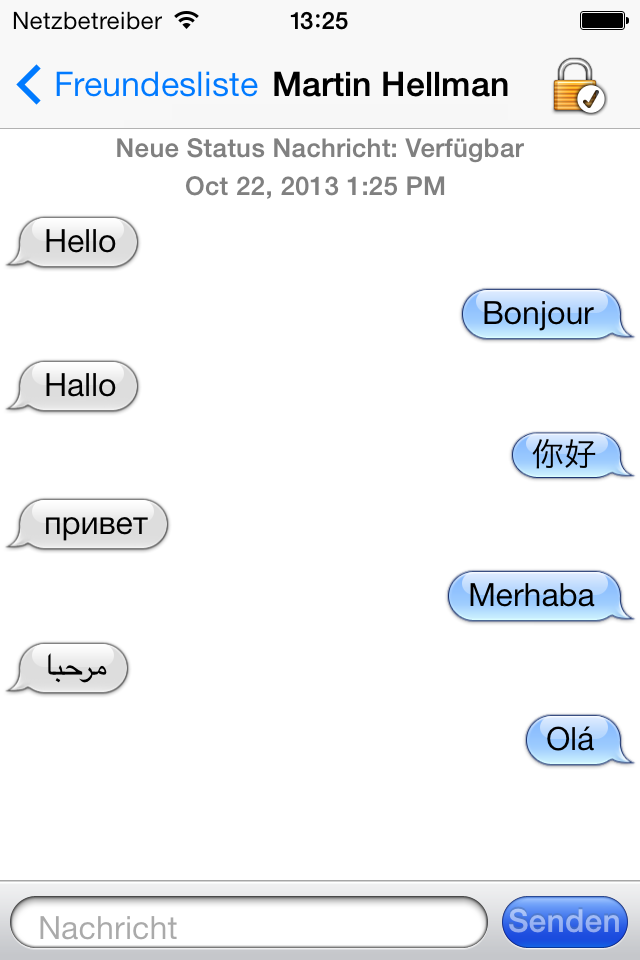 Netzbetreiber 13:25
Freundesliste Martin Hellman
Neue Status Nachricht: Verfügbar
Oct 22, 2013 1:25 PM
Hello
Bonjour
Hallo
你好
привет
Merhaba
مرحبا
Olá
Nachricht Senden